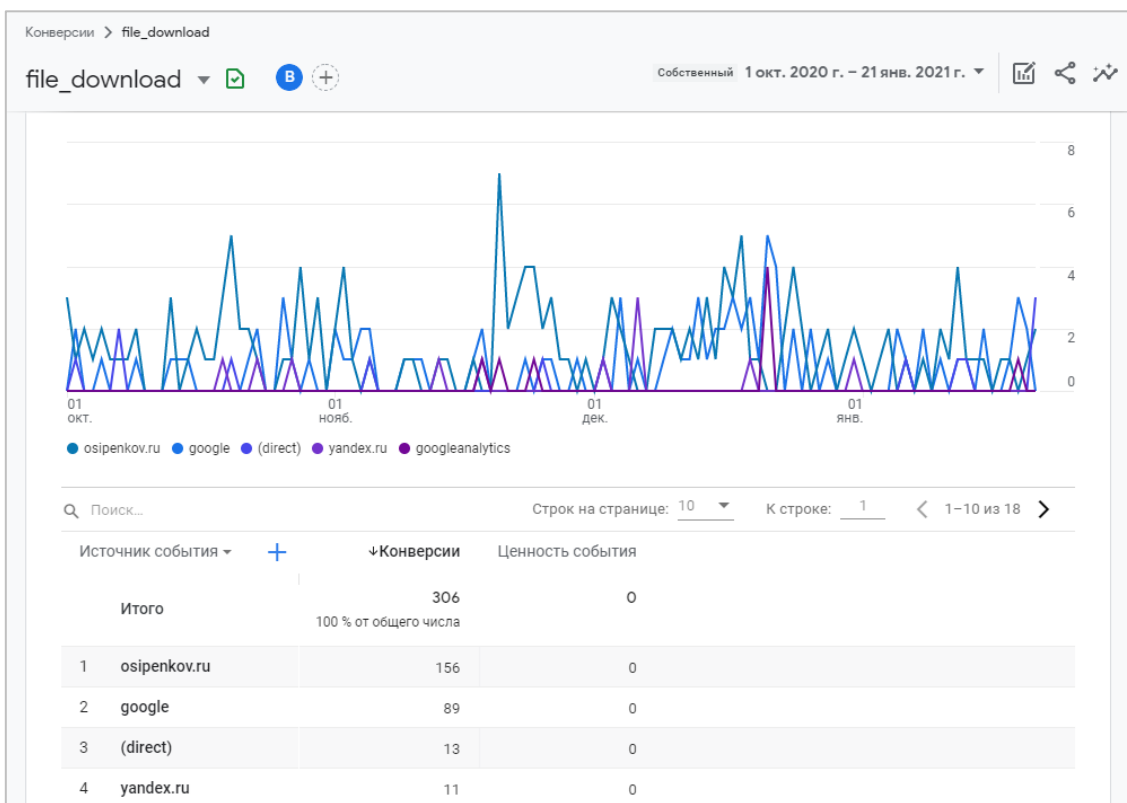 Конверсии > file_download
file_download
B
Собственный 1 окт. 2020 г. – 21 янв. 2021 г.
8
6
4
2
0
01 01 01 01
окт. нояб. дек. янв.
osipenkov.ru google (direct) yandex.ru googleanalytics
Поиск... Строк на странице: 10 К строке: 1 1–10 из 18
Источник события + ↓Конверсии Ценность события
Итого 306 0
100 % от общего числа
1 osipenkov.ru 156 0
2 google 89 0
3 (direct) 13 0
4 yandex.ru 11 0